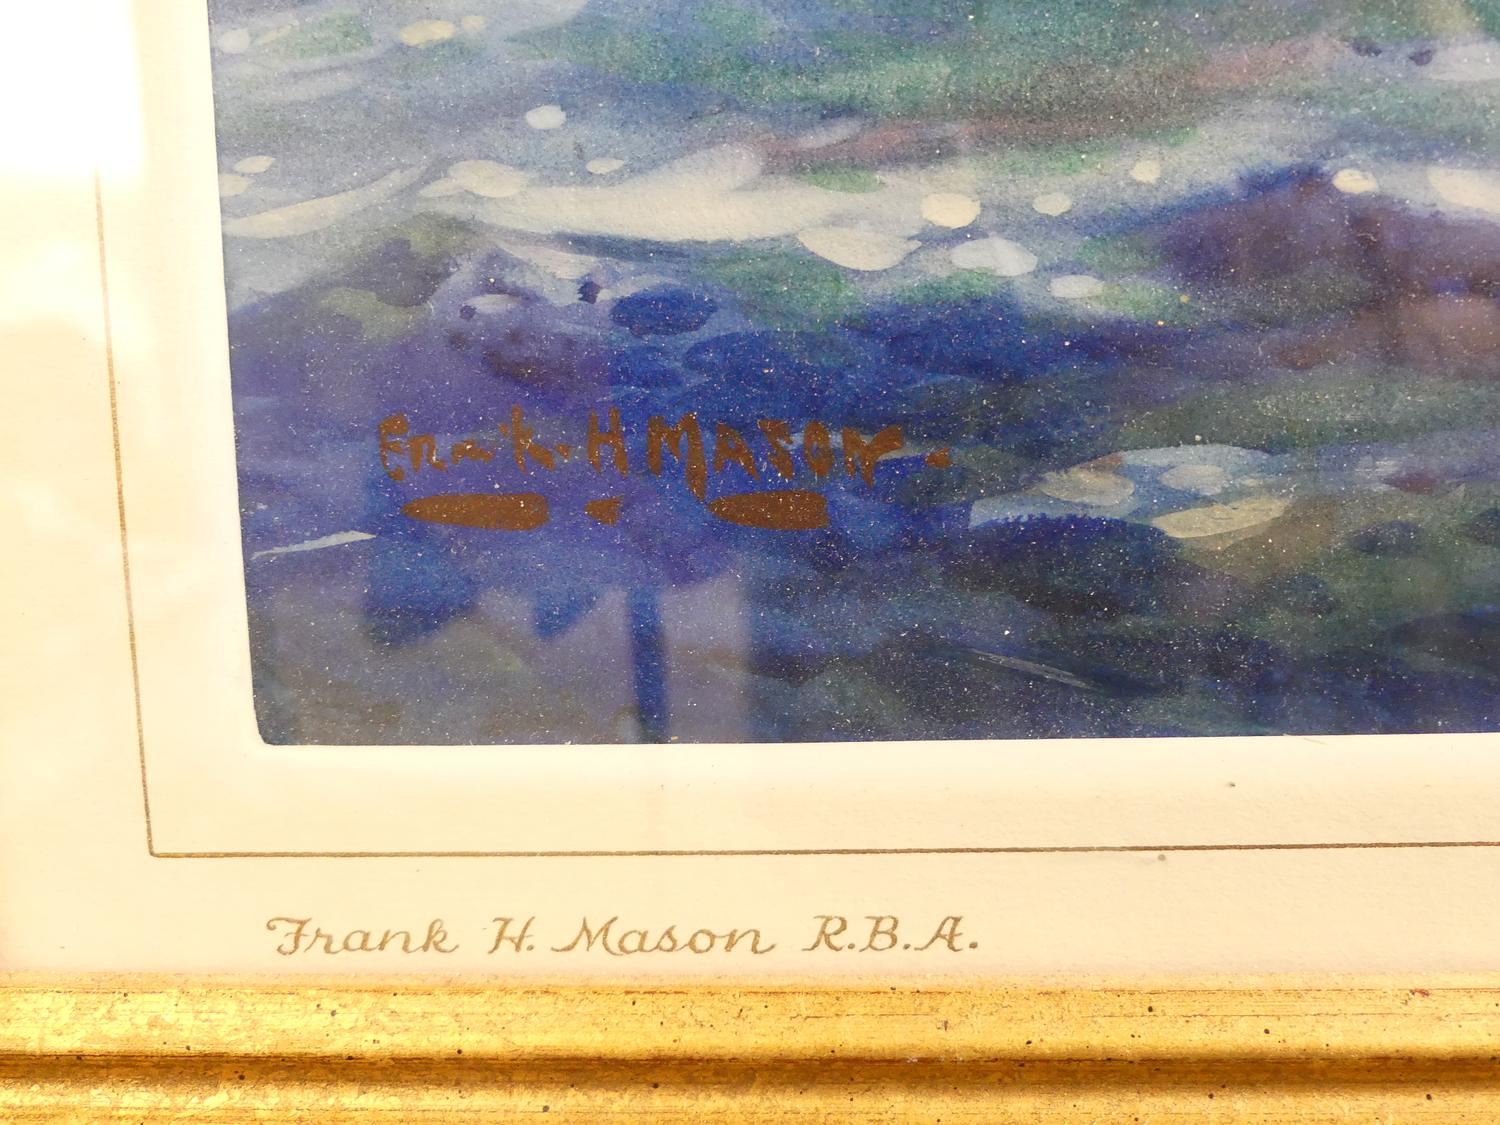 Frank. H MASON.
Frank H. Mason R.B.A.